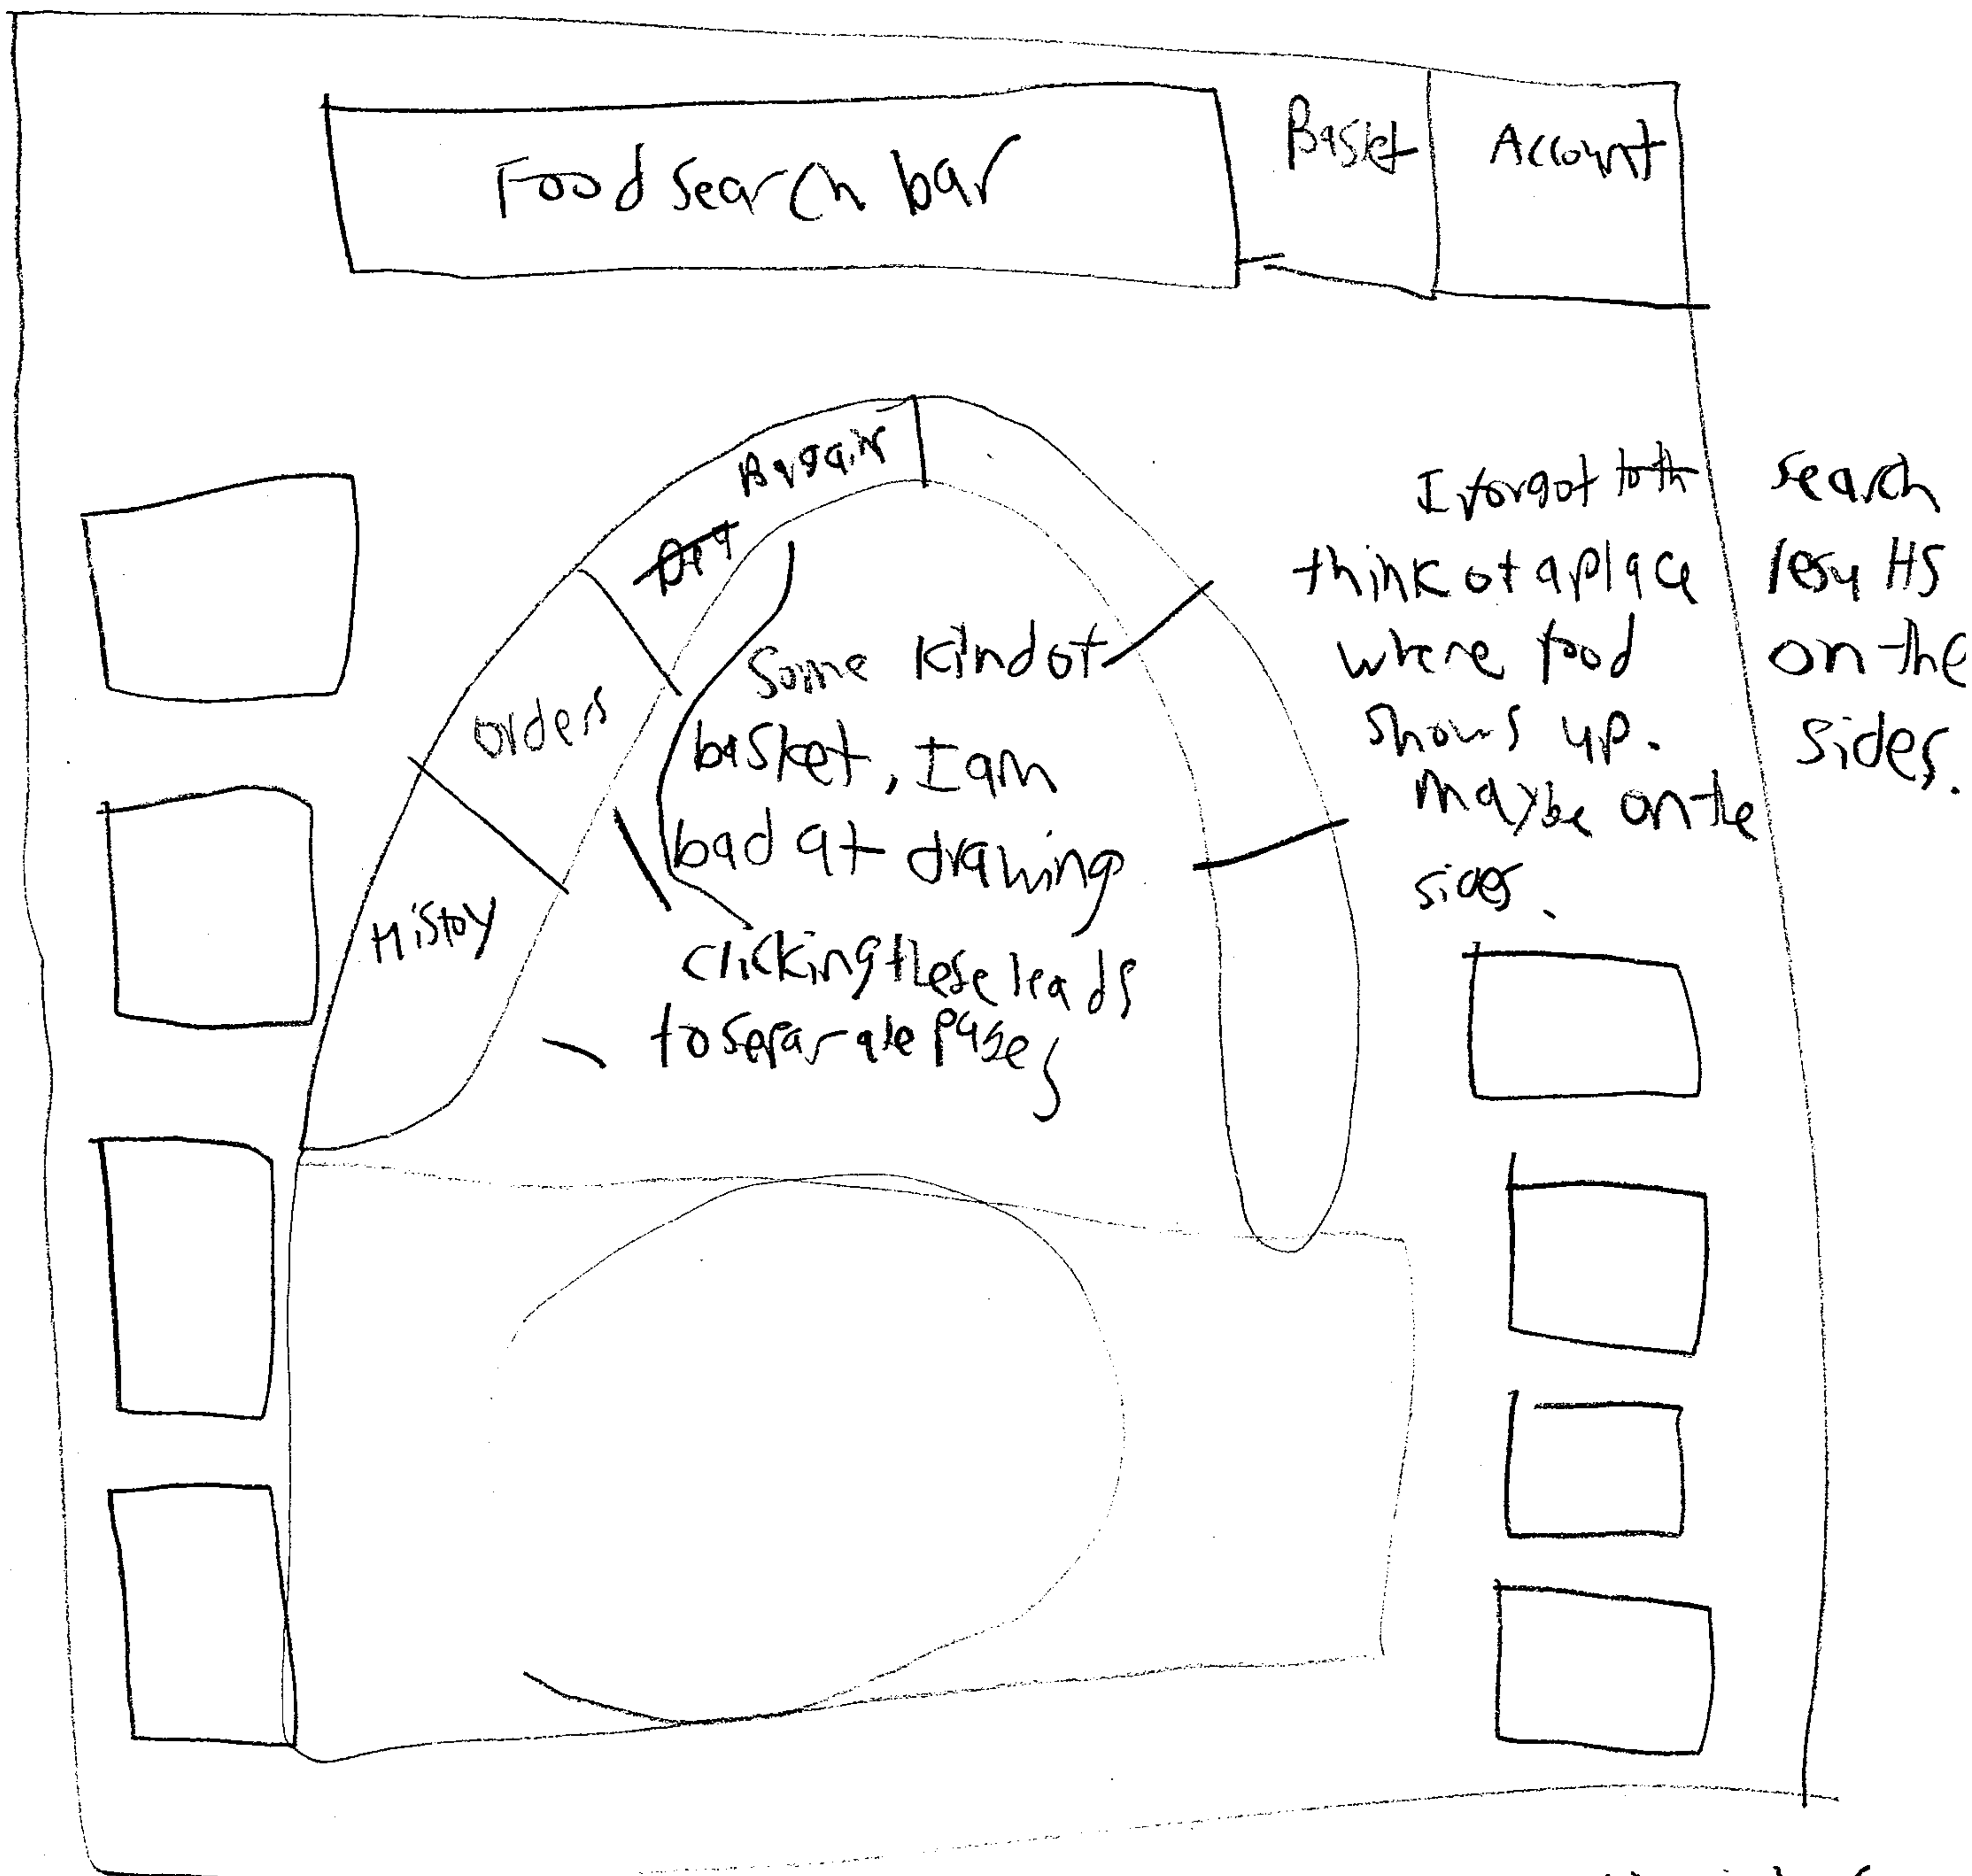 Food search bar
Basket
Account
Bargain
orders
History
Some kind of
basket, I am
bad at drawing
clicking these leads
to separate pages
I forgot to th
think of a place
where food
shows up.
maybe on the
sides.
search
results
on the
sides.